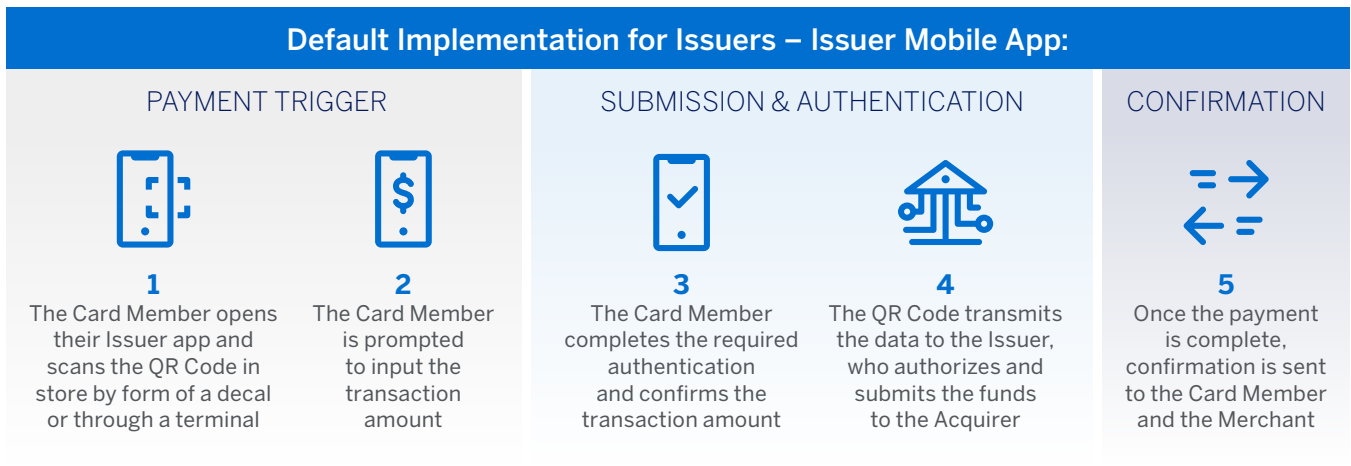 Default Implementation for Issuers – Issuer Mobile App:
PAYMENT TRIGGER
1
The Card Member opens
their Issuer app and
scans the QR Code in
store by form of a decal
or through a terminal
$
2
The Card Member
is prompted
to input the
transaction
amount
SUBMISSION & AUTHENTICATION
3
The Card Member
completes the required
authentication
and confirms the
transaction amount
4
The QR Code transmits
the data to the Issuer,
who authorizes and
submits the funds
to the Acquirer
CONFIRMATION
5
Once the payment
is complete,
confirmation is sent
to the Card Member
and the Merchant